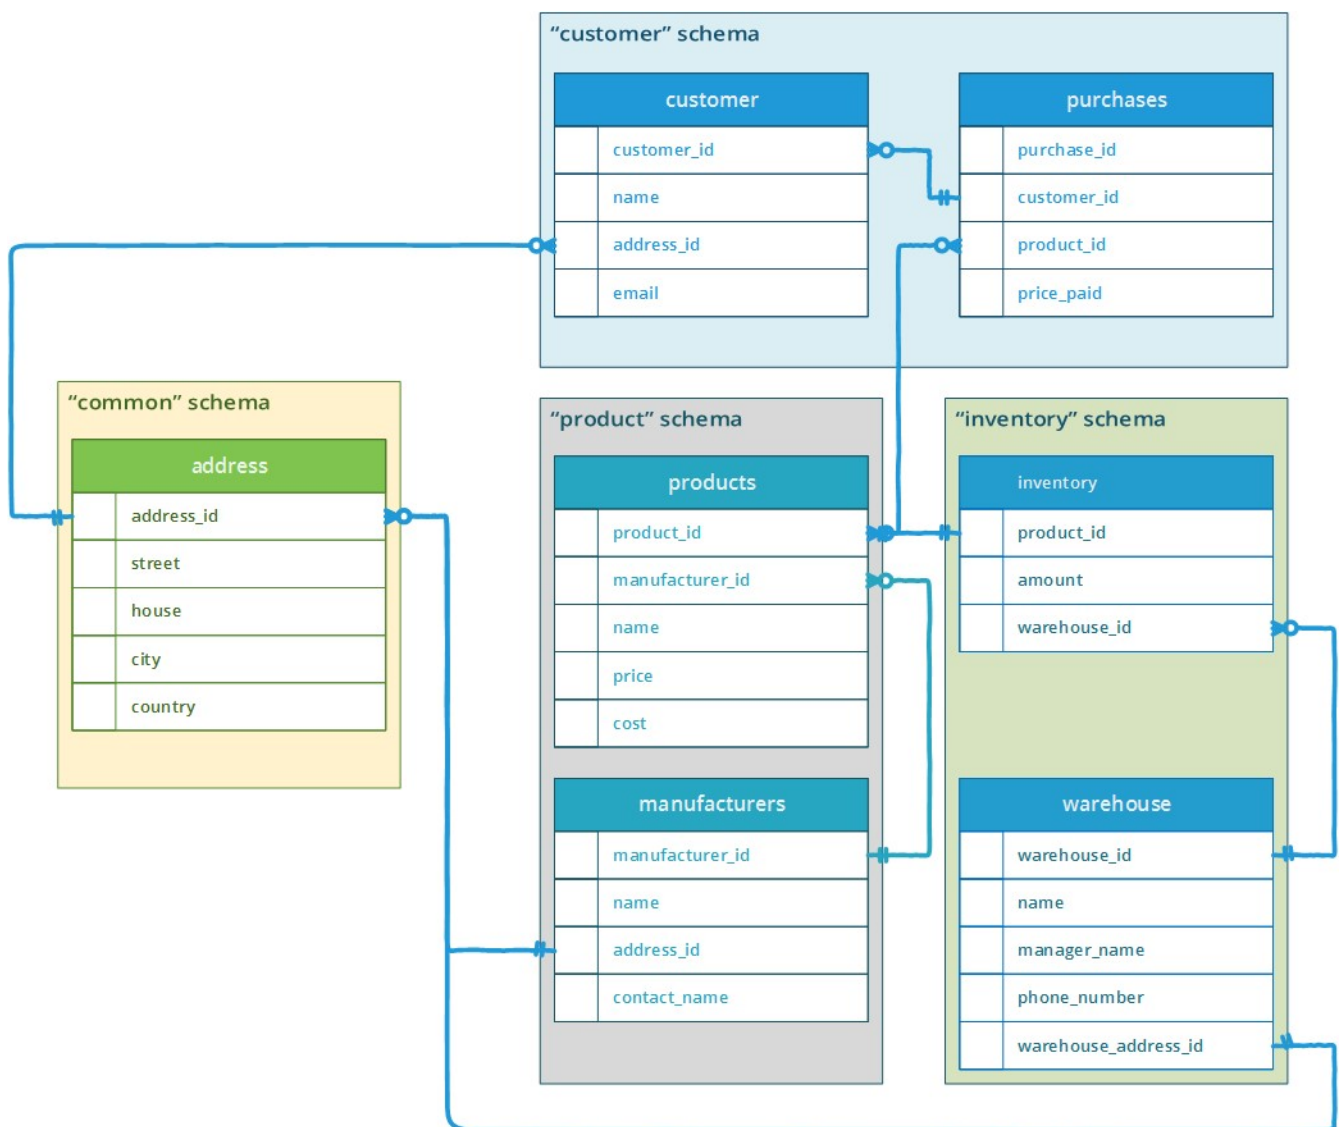 “customer” schema
customer
customer_id
name
address_id
email
purchases
purchase_id
customer_id
product_id
price_paid
“common” schema
address
address_id
street
house
city
country
“product” schema
products
product_id
manufacturer_id
name
price
cost
manufacturers
manufacturer_id
name
address_id
contact_name
“inventory” schema
inventory
product_id
amount
warehouse_id
warehouse
warehouse_id
name
manager_name
phone_number
warehouse_address_id